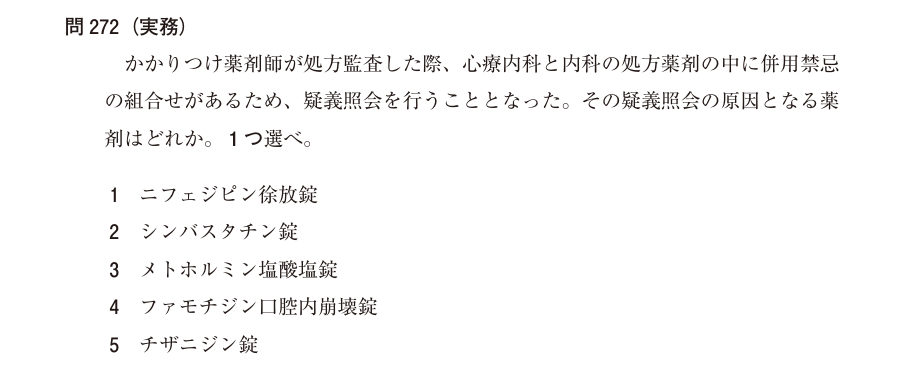 問 272（実務）
かかりつけ薬剤師が処方監査した際、心療内科と内科の処方薬剤の中に併用禁忌
の組合せがあるため、疑義照会を行うこととなった。その疑義照会の原因となる薬
剤はどれか。1つ選べ。
1 ニフェジピン徐放錠
2 シンバスタチン錠
3 メトホルミン塩酸塩錠
4 ファモチジン口腔内崩壊錠
5 チザニジン錠